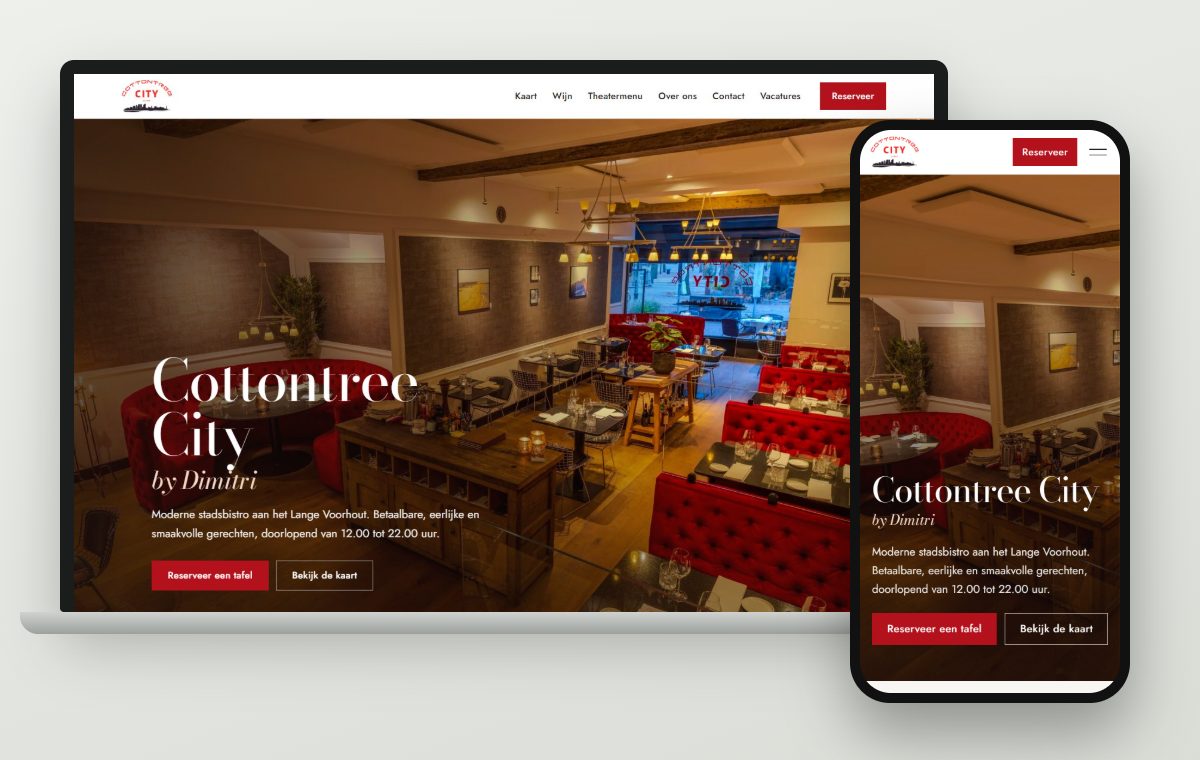 COTTONTREE
CITY
Kaart Wijn Theatermenu Over ons Contact Vacatures Reserveer
CITY
Cottontree
City
by Dimitri
Moderne stadsbistro aan het Lange Voorhout. Betaalbare, eerlijke en
smaakvolle gerechten, doorlopend van 12.00 tot 22.00 uur.
Reserveer een tafel Bekijk de kaart
COTTONTREE
CITY
Reserveer
Cottontree City
by Dimitri
Moderne stadsbistro aan het Lange Voorhout.
Betaalbare, eerlijke en smaakvolle gerechten,
doorlopend van 12.00 tot 22.00 uur.
Reserveer een tafel Bekijk de kaart